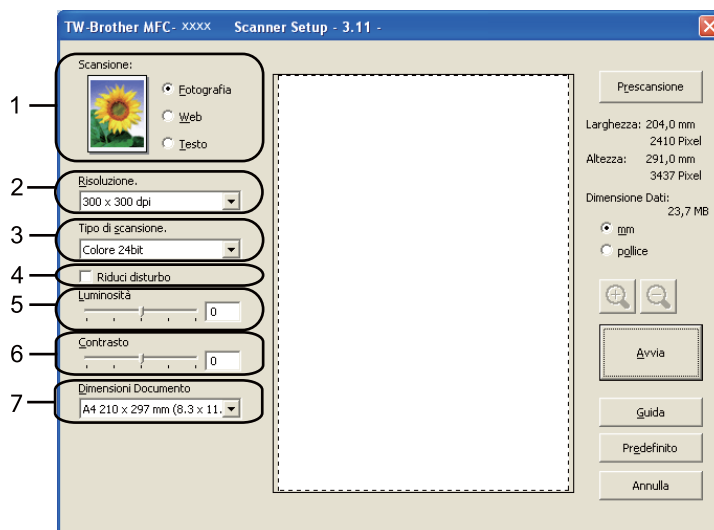 TW-Brother MFC- xxxx Scanner Setup - 3.11 -
1
Scansione:
Fotografia
Web
Testo
2
Risoluzione.
300 x 300 dpi
3
Tipo di scansione.
Colore 24bit
4
Riduci disturbo
5
Luminosità
0
6
Contrasto
0
7
Dimensioni Documento
A4 210 x 297 mm (8.3 x 11.
Prescansione
Larghezza: 204,0 mm
2410 Pixel
Altezza: 291,0 mm
3437 Pixel
Dimensione Dati:
23,7 MB
mm
pollice
Avvia
Guida
Predefinito
Annulla